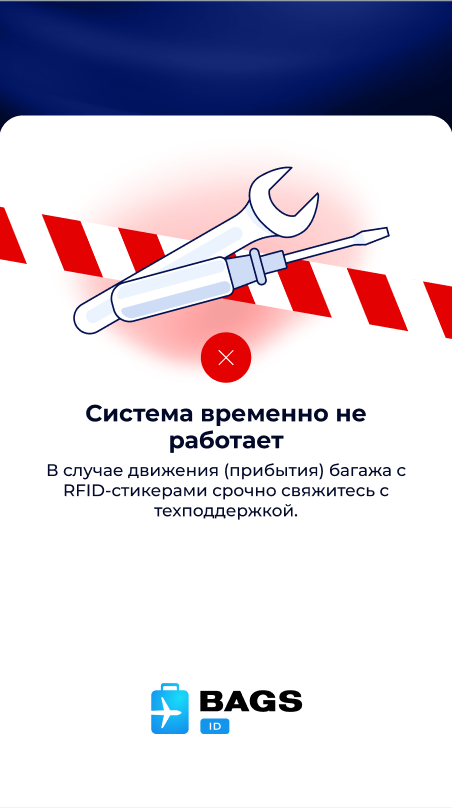 Система временно не
работает
В случае движения (прибытия) багажа с
RFID-стикерами срочно свяжитесь с
техподдержкой.
BAGS
ID